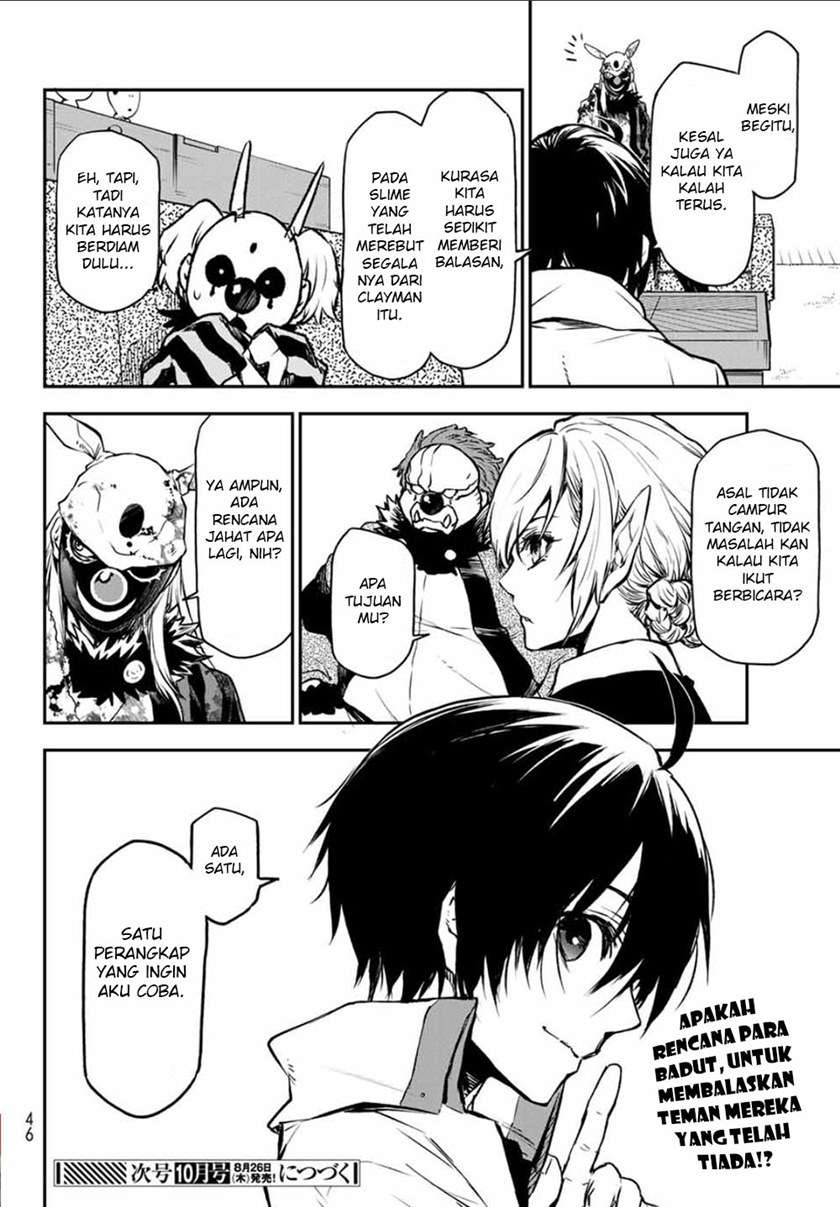 MESKI
BEGITU,
KESAL
JUGA YA
KALAU KITA
KALAH
TERUS.
KURASA
KITA
HARUS
SEDIKIT
MEMBERI
BALASAN,
PADA
SLIME
YANG
TELAH
MEREBUT
SEGALA
NYA DARI
CLAYMAN
ITU.
EH, TAPI,
TADI
KATANYA
KITA HARUS
BERDIAM
DULU...
ASAL TIDAK
CAMPUR
TANGAN, TIDAK
MASALAH KAN
KALAU KITA
IKUT
BERBICARA?
APA
TUJUAN
MU?
YA AMPUN,
ADA
RENCANA
JAHAT APA
LAGI, NIH?
ADA
SATU,
SATU
PERANGKAP
YANG INGIN
AKU COBA.
APAKAH
RENCANA PARA
BADUT, UNTUK
MEMBALASKAN
TEMAN MEREKA
YANG TELAH
TIADA!?
46
次号10月号8月26日(木)発売!につづく